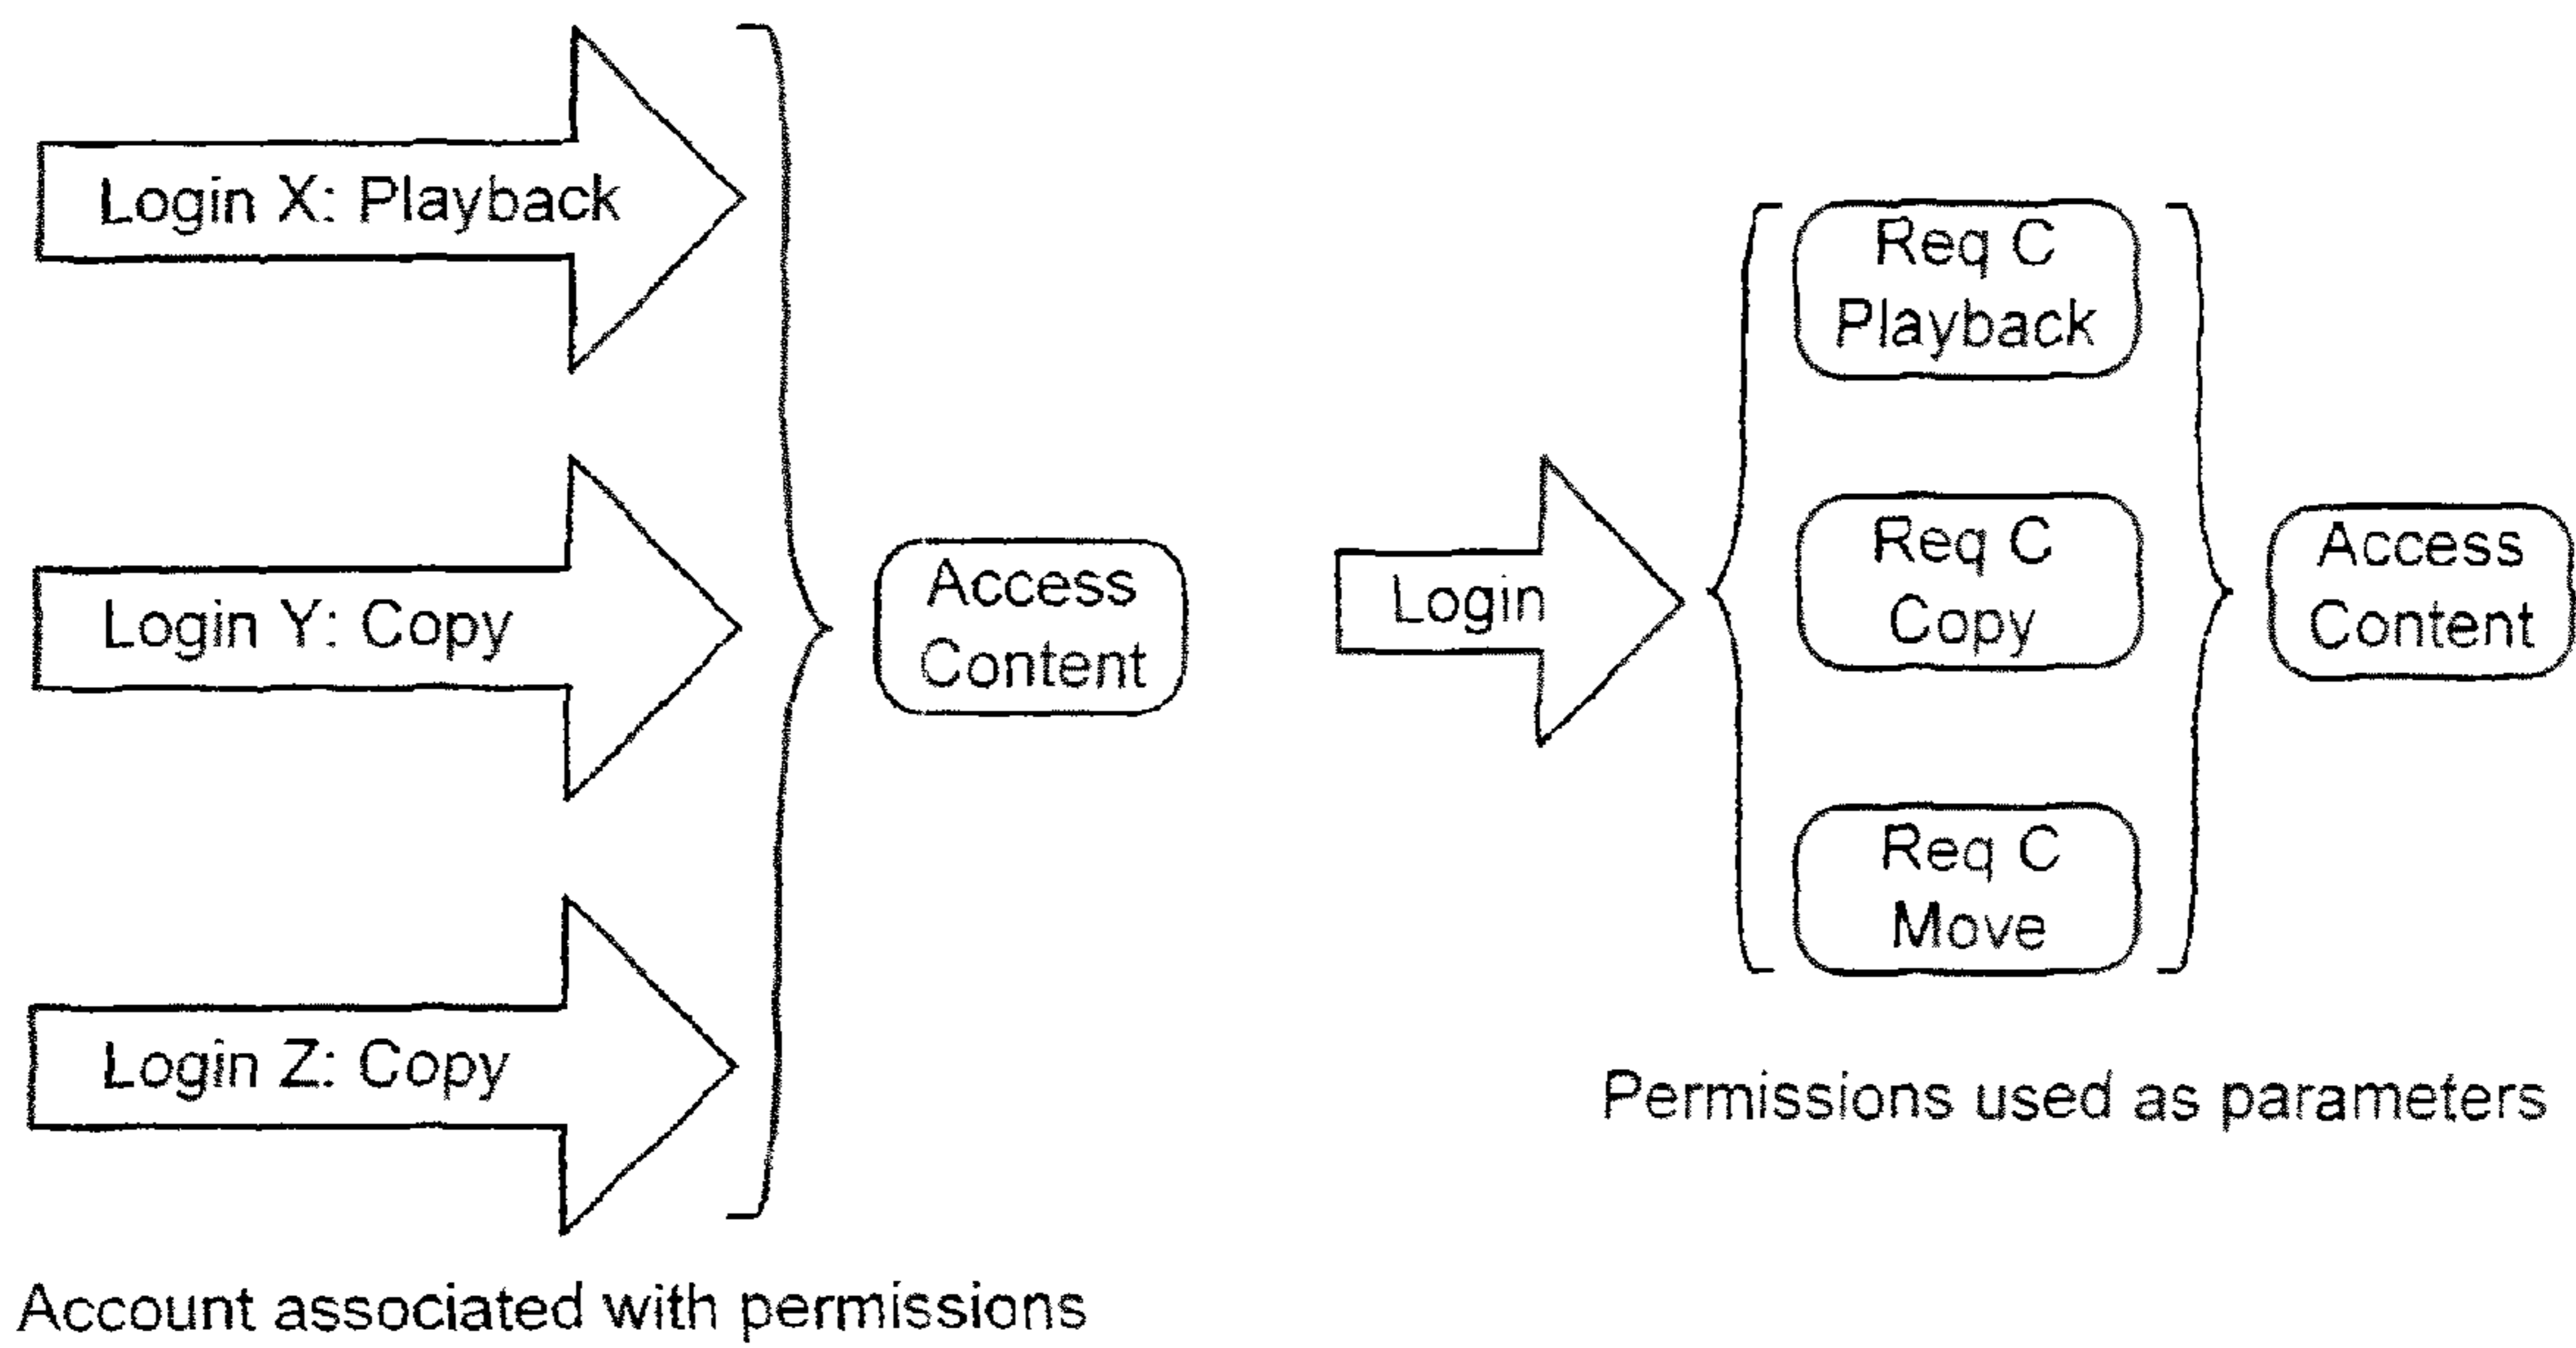 Login X: Playback
Login Y: Copy
Login Z: Copy
Access
Content
Account associated with permissions
Login
Req C
Playback
Req C
Copy
Req C
Move
Access
Content
Permissions used as parameters